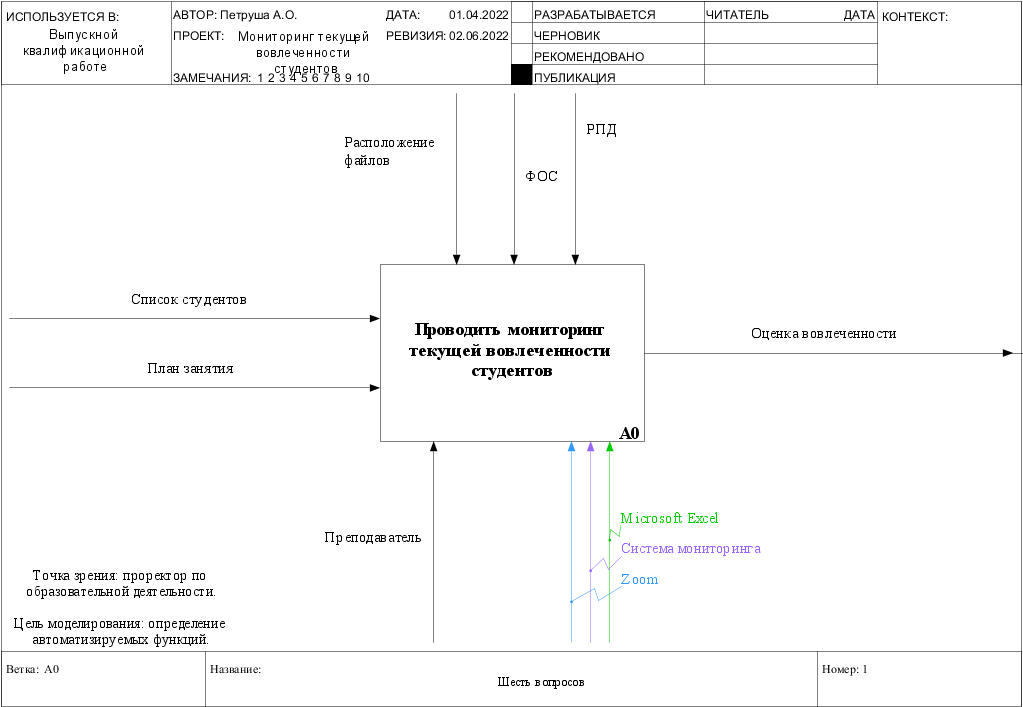 ИСПОЛЬЗУЕТСЯ В:
Выпускной
квалификационной
работе
АВТОР: Петруша А.О.
ДАТА: 01.04.2022
ПРОЕКТ: Мониторинг текущей
вовлеченности
студентов
РЕВИЗИЯ: 02.06.2022
ЗАМЕЧАНИЯ: 1 2 3 4 5 6 7 8 9 10
РАЗРАБАТЫВАЕТСЯ
ЧЕРНОВИК
РЕКОМЕНДОВАНО
ПУБЛИКАЦИЯ
ЧИТАТЕЛЬ ДАТА
КОНТЕКСТ:
Расположение
файлов
ФОС
РПД
Список студентов
План занятия
Проводить мониторинг
текущей вовлеченности
студентов
A0
Оценка вовлеченности
Преподаватель
Microsoft Excel
Система мониторинга
Zoom
Точка зрения: проректор по
образовательной деятельности.
Цель моделирования: определение
автоматизируемых функций.
Ветка: A0
Название:
Шесть вопросов
Номер: 1